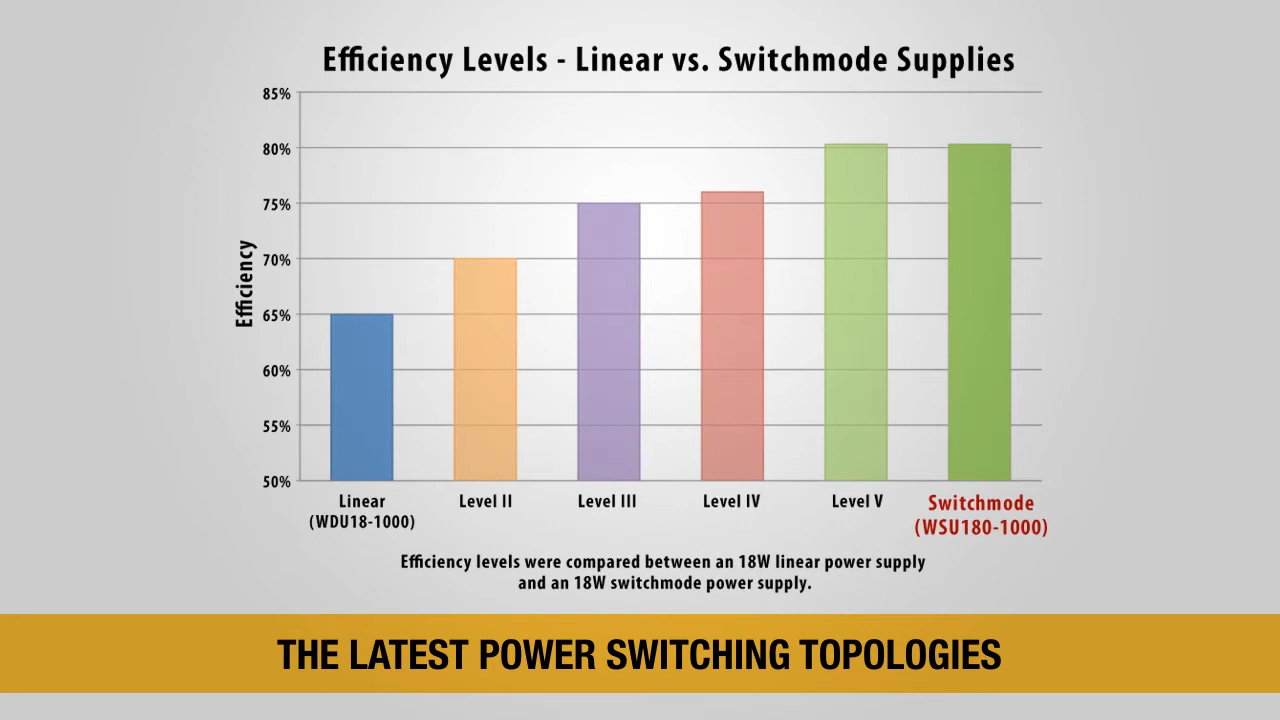 Efficiency Levels - Linear vs. Switchmode Supplies
85%
80%
75%
70%
65%
60%
55%
50%
Efficiency
Linear
(WDU18-1000)
Level II
Level III
Level IV
Level V
Switchmode
(WSU180-1000)
Efficiency levels were compared between an 18W linear power supply
and an 18W switchmode power supply.
THE LATEST POWER SWITCHING TOPOLOGIES